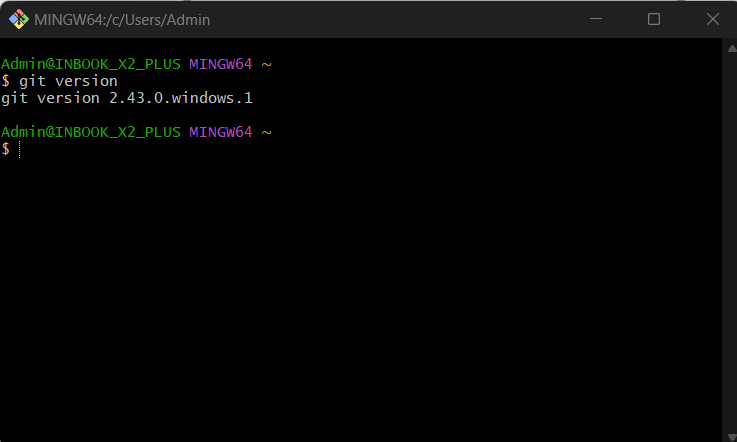 MINGW64:/c/Users/Admin
Admin@INBOOK_X2_PLUS MINGW64 ~
$ git version
git version 2.43.0.windows.1
Admin@INBOOK_X2_PLUS MINGW64 ~
$